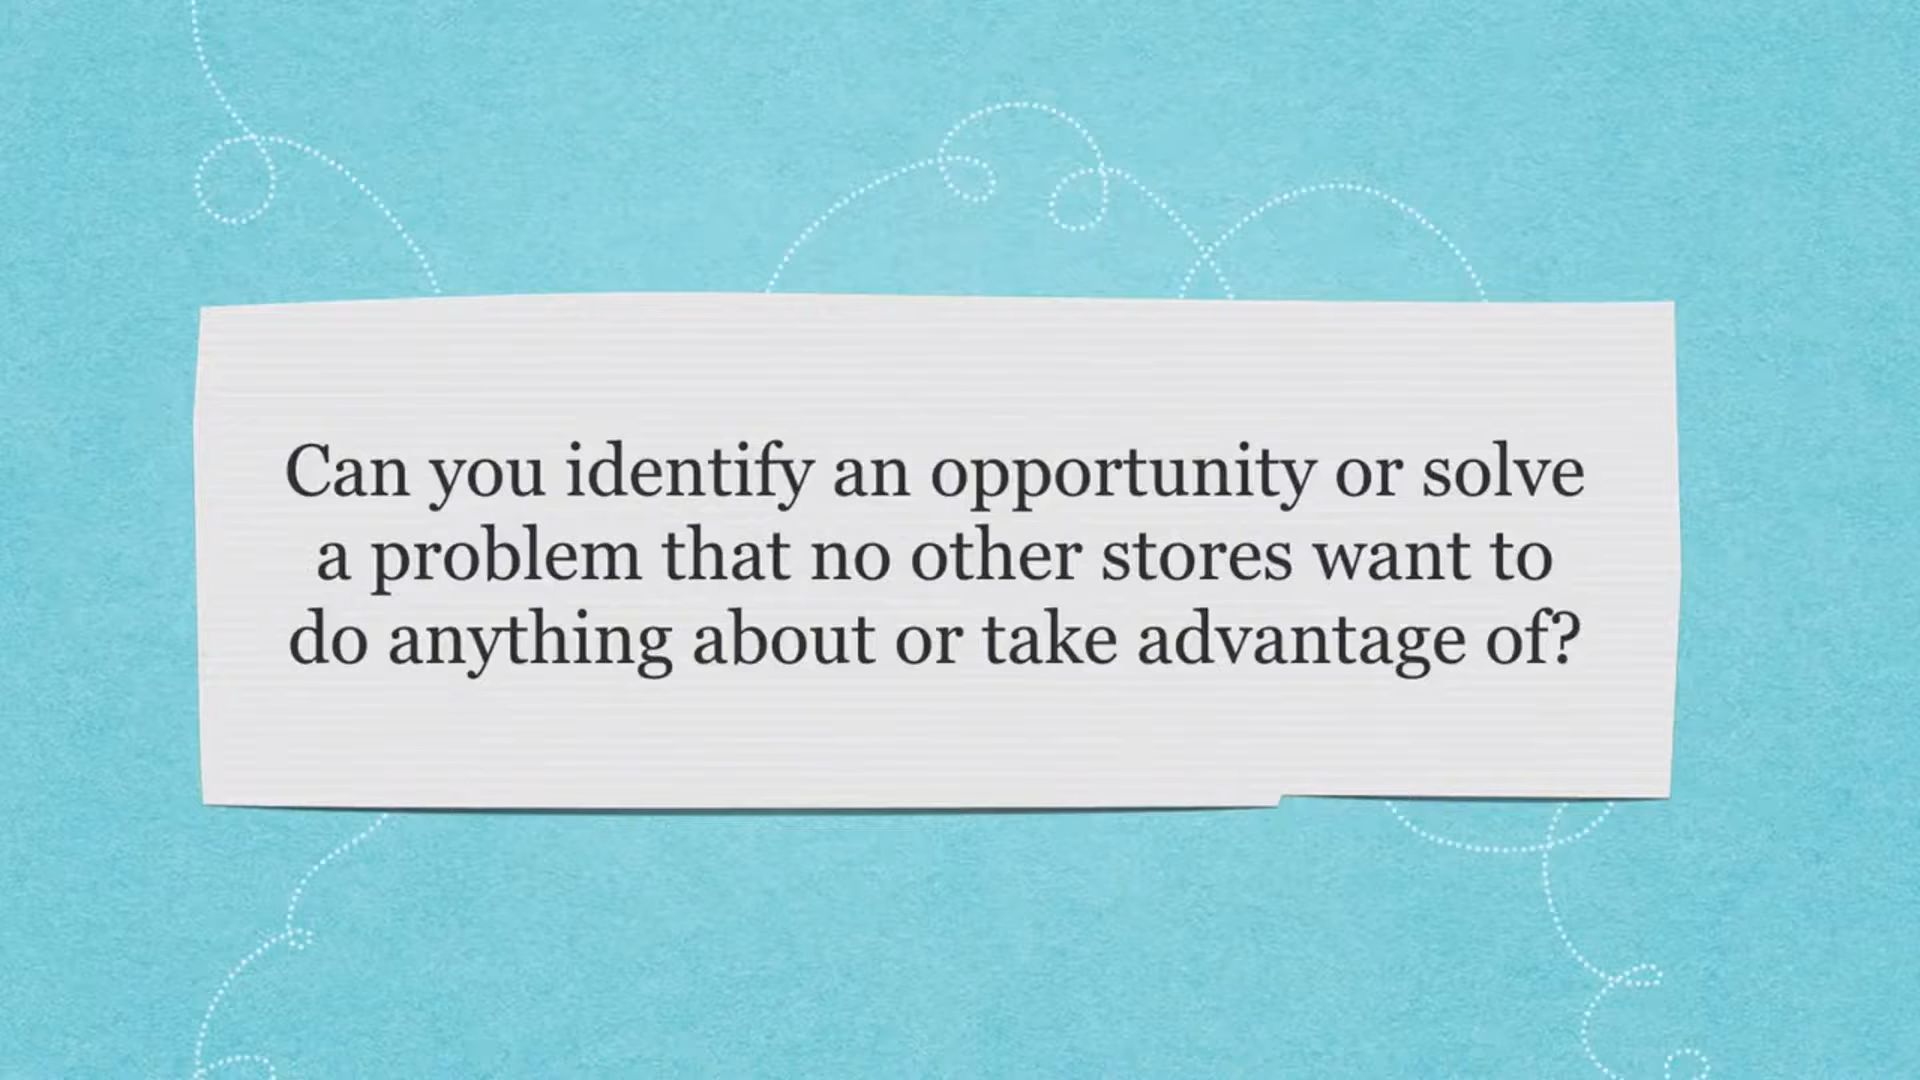 Can you identify an opportunity or solve
a problem that no other stores want to
do anything about or take advantage of?